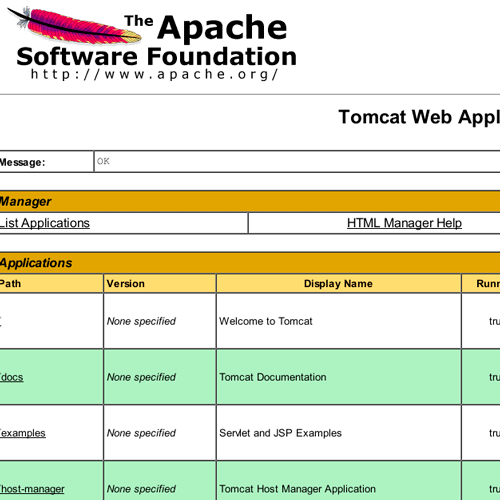 The Apache
Software Foundation
http://www.apache.org/
Tomcat Web Appl
Message: OK
Manager
List Applications HTML Manager Help
Applications
Path Version Display Name Runn
/ None specified Welcome to Tomcat tru
/docs None specified Tomcat Documentation tru
/examples None specified Servlet and JSP Examples tru
/host-manager None specified Tomcat Host Manager Application tru